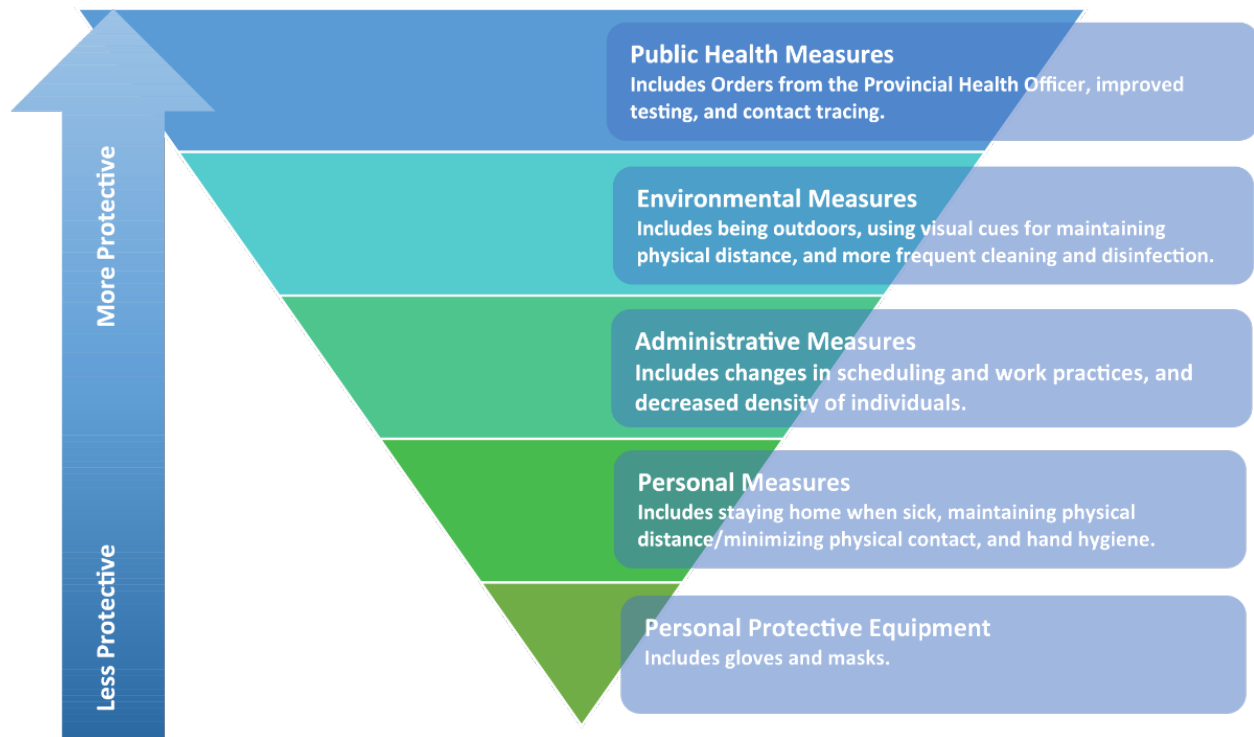 More Protective
Less Protective
Public Health Measures
Includes Orders from the Provincial Health Officer, improved
testing, and contact tracing.
Environmental Measures
Includes being outdoors, using visual cues for maintaining
physical distance, and more frequent cleaning and disinfection.
Administrative Measures
Includes changes in scheduling and work practices, and
decreased density of individuals.
Personal Measures
Includes staying home when sick, maintaining physical
distance/minimizing physical contact, and hand hygiene.
Personal Protective Equipment
Includes gloves and masks.